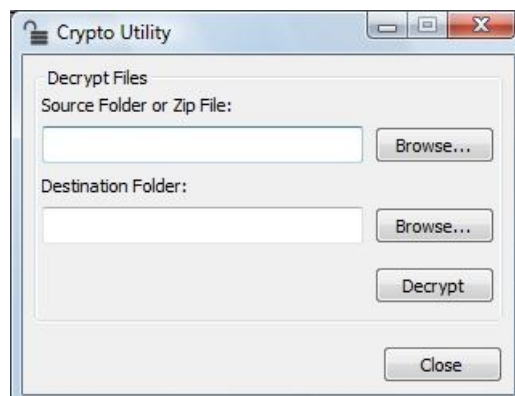 Crypto Utility
Decrypt Files
Source Folder or Zip File:
Browse...
Destination Folder:
Browse...
Decrypt
Close